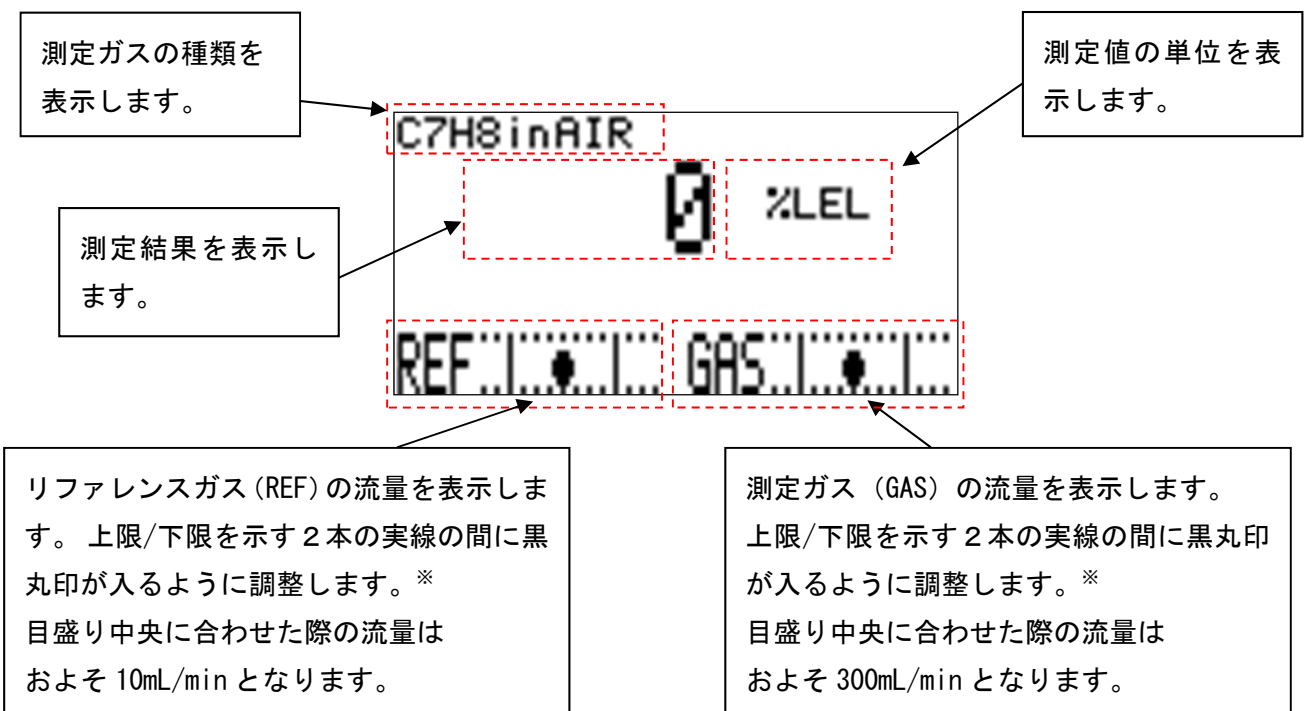 測定ガスの種類を
表示します。
測定値の単位を表
示します。
C7H8inAIR
0 %LEL
測定結果を表示し
ます。
REF GAS
リファレンスガス(REF)の流量を表示しま
す。 上限/下限を示す２本の実線の間に黒
丸印が入るように調整します。※
目盛り中央に合わせた際の流量は
およそ 10mL/min となります。
測定ガス（GAS）の流量を表示します。
上限/下限を示す２本の実線の間に黒丸印
が入るように調整します。※
目盛り中央に合わせた際の流量は
およそ 300mL/min となります。